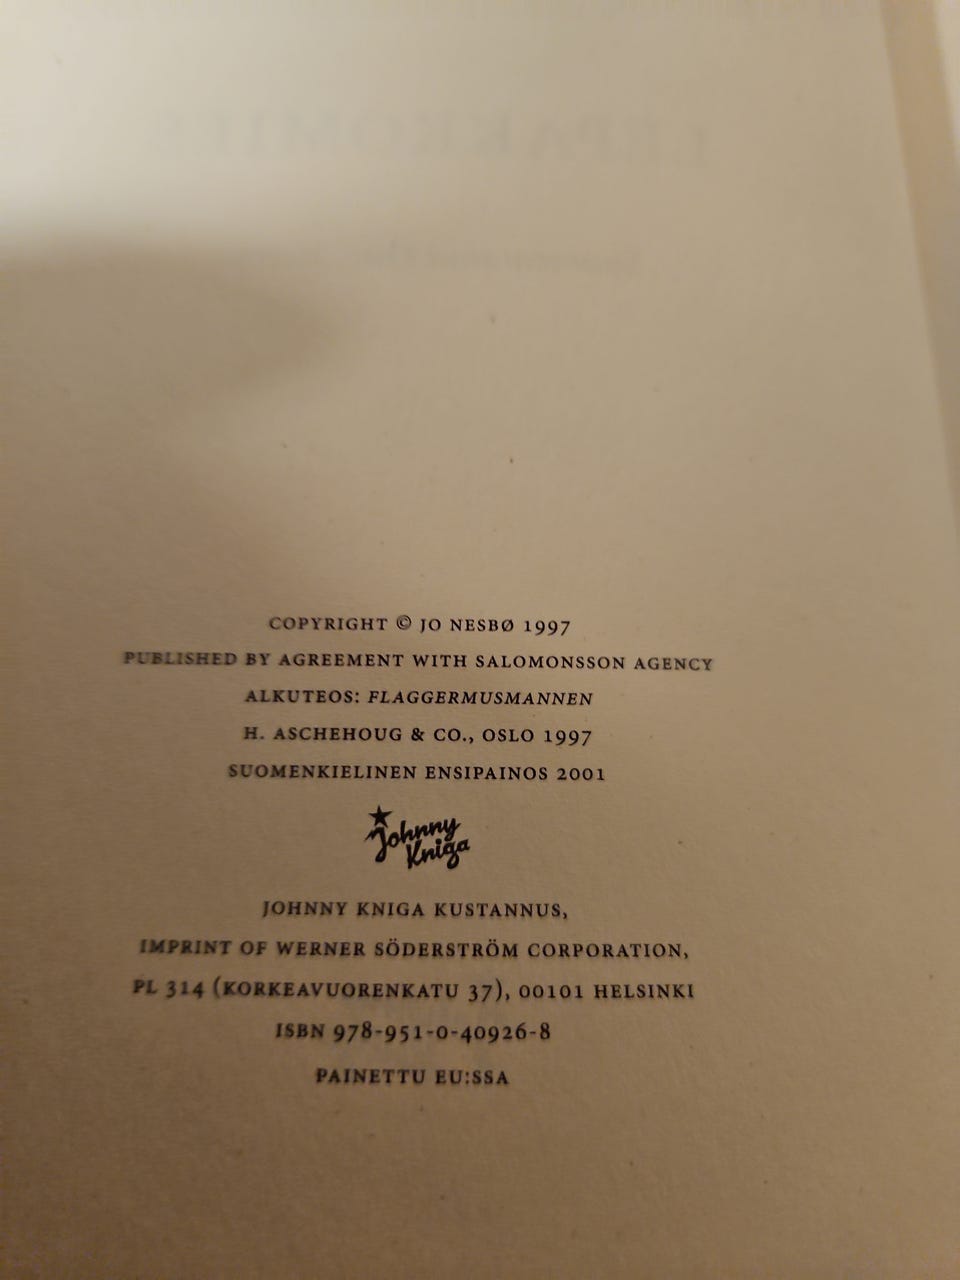 COPYRIGHT © JO NESBØ 1997
PUBLISHED BY AGREEMENT WITH SALOMONSSON AGENCY
ALKUTEOS: FLAGGERMUSMANNEN
H. ASCHEHOUG & CO., OSLO 1997
SUOMENKIELINEN ENSIPAINOS 2001
Johnny
Kniga
JOHNNY KNIGA KUSTANNUS,
IMPRINT OF WERNER SÖDERSTRÖM CORPORATION,
PL 314 (KORKEAVUORENKATU 37), 00101 HELSINKI
ISBN 978-951-0-40926-8
PAINETTU EU:SSA